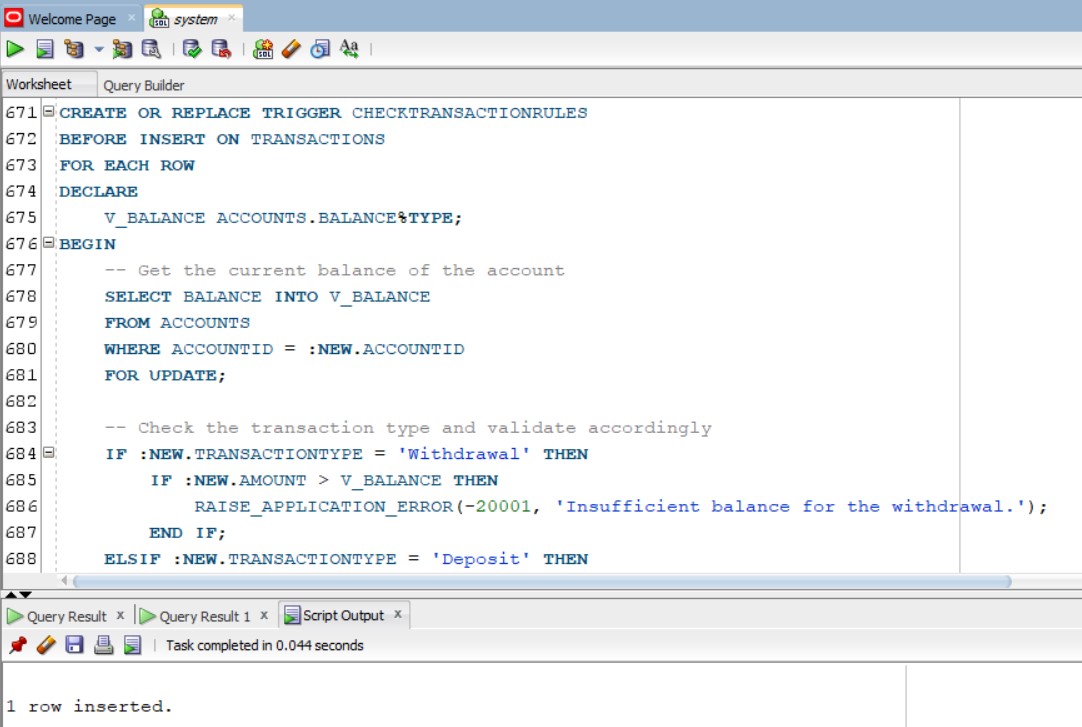 Welcome Page × system ×
Worksheet Query Builder
671 CREATE OR REPLACE TRIGGER CHECKTRANSACTIONRULES
672 BEFORE INSERT ON TRANSACTIONS
673 FOR EACH ROW
674 DECLARE
675 V_BALANCE ACCOUNTS.BALANCE%TYPE;
676 BEGIN
677 -- Get the current balance of the account
678 SELECT BALANCE INTO V_BALANCE
679 FROM ACCOUNTS
680 WHERE ACCOUNTID = :NEW.ACCOUNTID
681 FOR UPDATE;
682
683 -- Check the transaction type and validate accordingly
684 IF :NEW.TRANSACTIONTYPE = 'Withdrawal' THEN
685 IF :NEW.AMOUNT > V_BALANCE THEN
686 RAISE_APPLICATION_ERROR(-20001, 'Insufficient balance for the withdrawal.');
687 END IF;
688 ELSIF :NEW.TRANSACTIONTYPE = 'Deposit' THEN
Query Result × Query Result 1 × Script Output ×
Task completed in 0.044 seconds
1 row inserted.